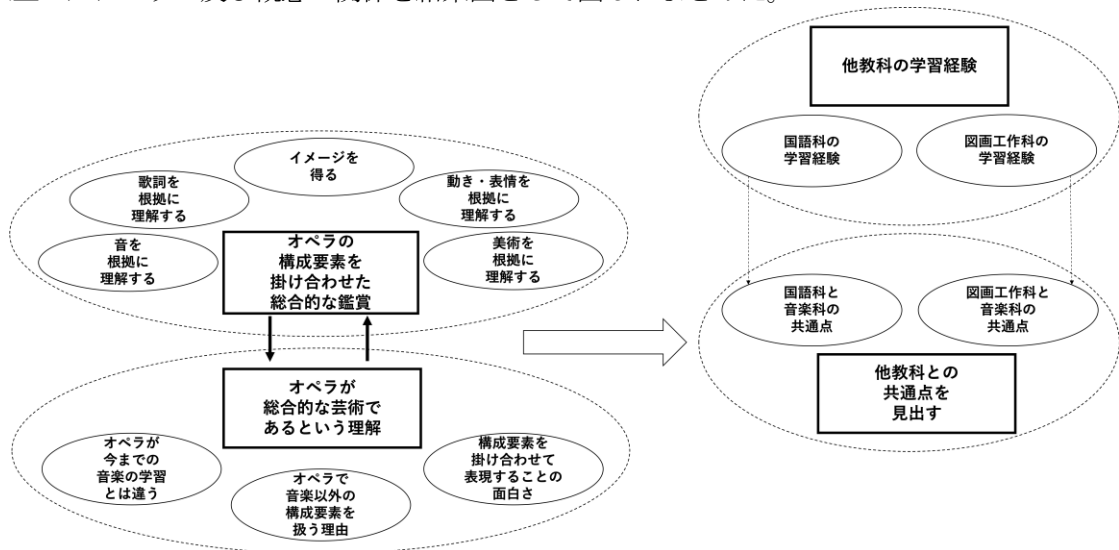 他教科の学習経験
国語科の
学習経験
図画工作科の
学習経験
イメージを
得る
歌詞を
根拠に
理解する
動き・表情を
根拠に
理解する
音を
根拠に
理解する
美術を
根拠に
理解する
オペラの
構成要素を
掛け合わせた
総合的な鑑賞
国語科と
音楽科の
共通点
図画工作科と
音楽科の
共通点
他教科との
共通点を
見出す
オペラが
総合的な芸術で
あるという理解
オペラが
今までの
音楽の学習
とは違う
オペラで
音楽以外の
構成要素を
扱う理由
構成要素を
掛け合わせて
表現することの
面白さ